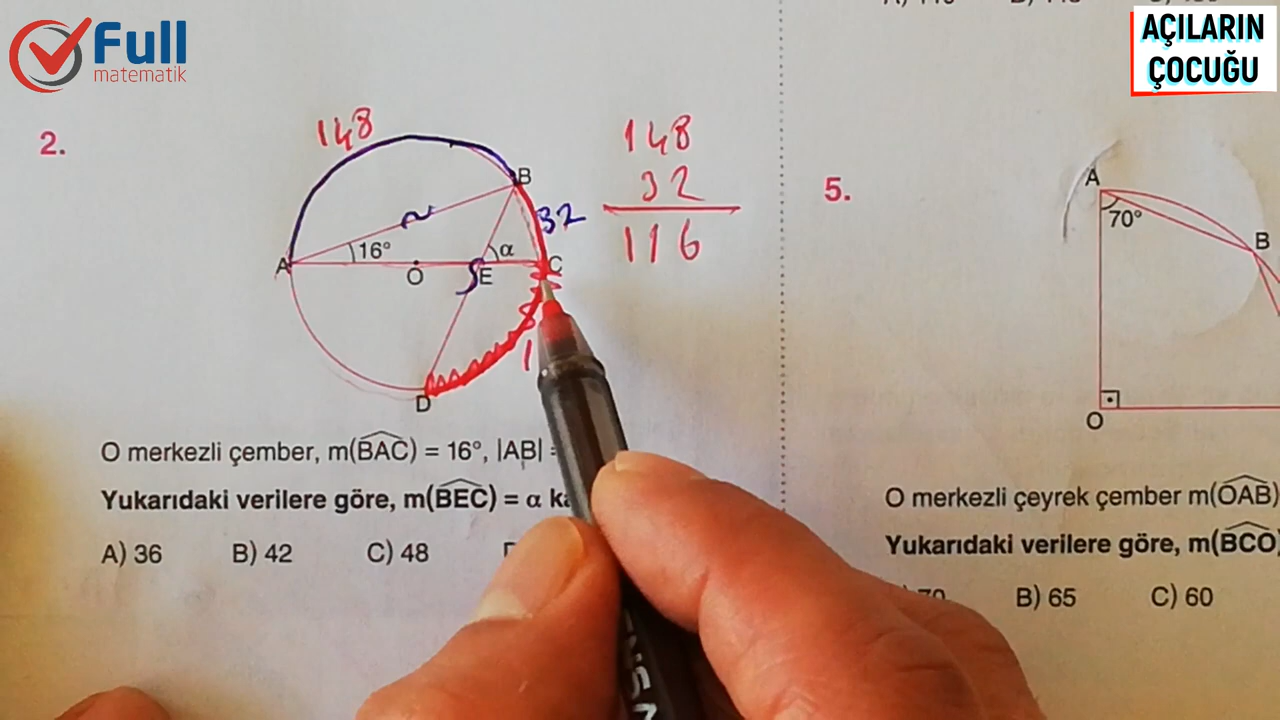 Full
matematik
AÇILARIN
ÇOCUĞU
2.
148
B
32
A
16°
O
E
α
C
D
148
32
116
O merkezli çember, m(BAC) = 16°, |AB|
Yukarıdaki verilere göre, m(BEC) = α
A) 36 B) 42 C) 48
5.
A
70°
B
O
O merkezli çeyrek çember m(OAB)
Yukarıdaki verilere göre, m(BCO)
B) 65 C) 60